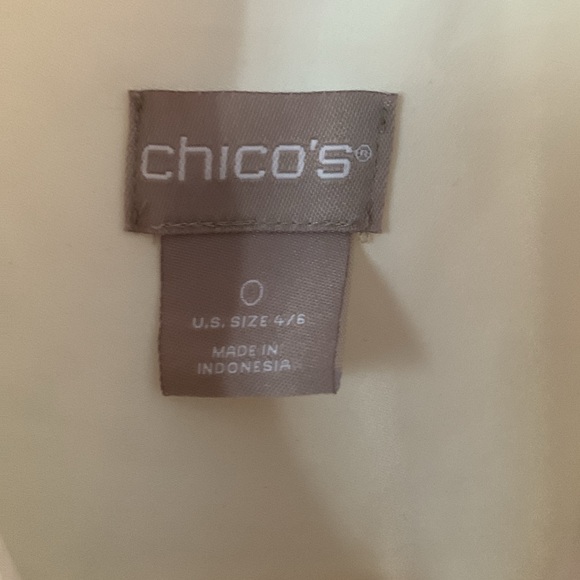 chico's®
0
U.S. SIZE 4/6
MADE IN
INDONESIA